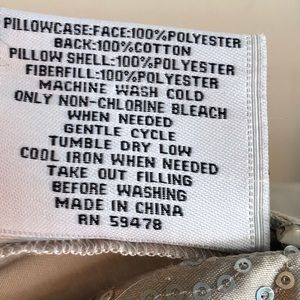 PILLOWCASE:FACE:100%POLYESTER
BACK:100%COTTON
PILLOW SHELL:100%POLYESTER
FIBERFILL:100%POLYESTER
MACHINE WASH COLD
ONLY NON-CHLORINE BLEACH
WHEN NEEDED
GENTLE CYCLE
TUMBLE DRY LOW
COOL IRON WHEN NEEDED
TAKE OUT FILLING
BEFORE WASHING
MADE IN CHINA
RN 59478